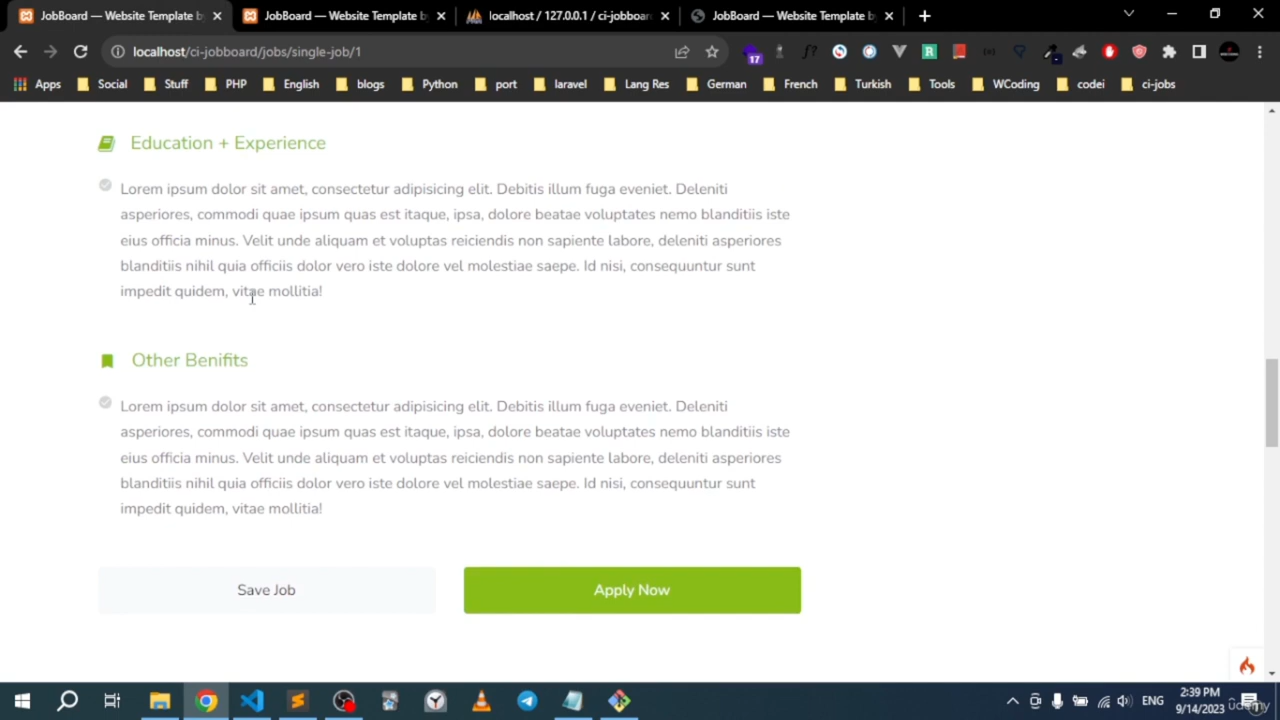 JobBoard — Website Template by
JobBoard — Website Template by
localhost / 127.0.0.1 / ci-jobboar
JobBoard — Website Template b
localhost/ci-jobboard/jobs/single-job/1
17
Apps
Social
Stuff
PHP
English
blogs
Python
port
laravel
Lang Res
German
French
Turkish
Tools
WCoding
codei
ci-jobs
Education + Experience
Lorem ipsum dolor sit amet, consectetur adipisicing elit. Debitis illum fuga eveniet. Deleniti
asperiores, commodi quae ipsum quas est itaque, ipsa, dolore beatae voluptates nemo blanditiis iste
eius officia minus. Velit unde aliquam et voluptas reiciendis non sapiente labore, deleniti asperiores
blanditiis nihil quia officiis dolor vero iste dolore vel molestiae saepe. Id nisi, consequuntur sunt
impedit quidem, vitae mollitia!
Other Benifits
Lorem ipsum dolor sit amet, consectetur adipisicing elit. Debitis illum fuga eveniet. Deleniti
asperiores, commodi quae ipsum quas est itaque, ipsa, dolore beatae voluptates nemo blanditiis iste
eius officia minus. Velit unde aliquam et voluptas reiciendis non sapiente labore, deleniti asperiores
blanditiis nihil quia officiis dolor vero iste dolore vel molestiae saepe. Id nisi, consequuntur sunt
impedit quidem, vitae mollitia!
Save Job
Apply Now
ENG
2:39 PM
9/14/2023
udemy